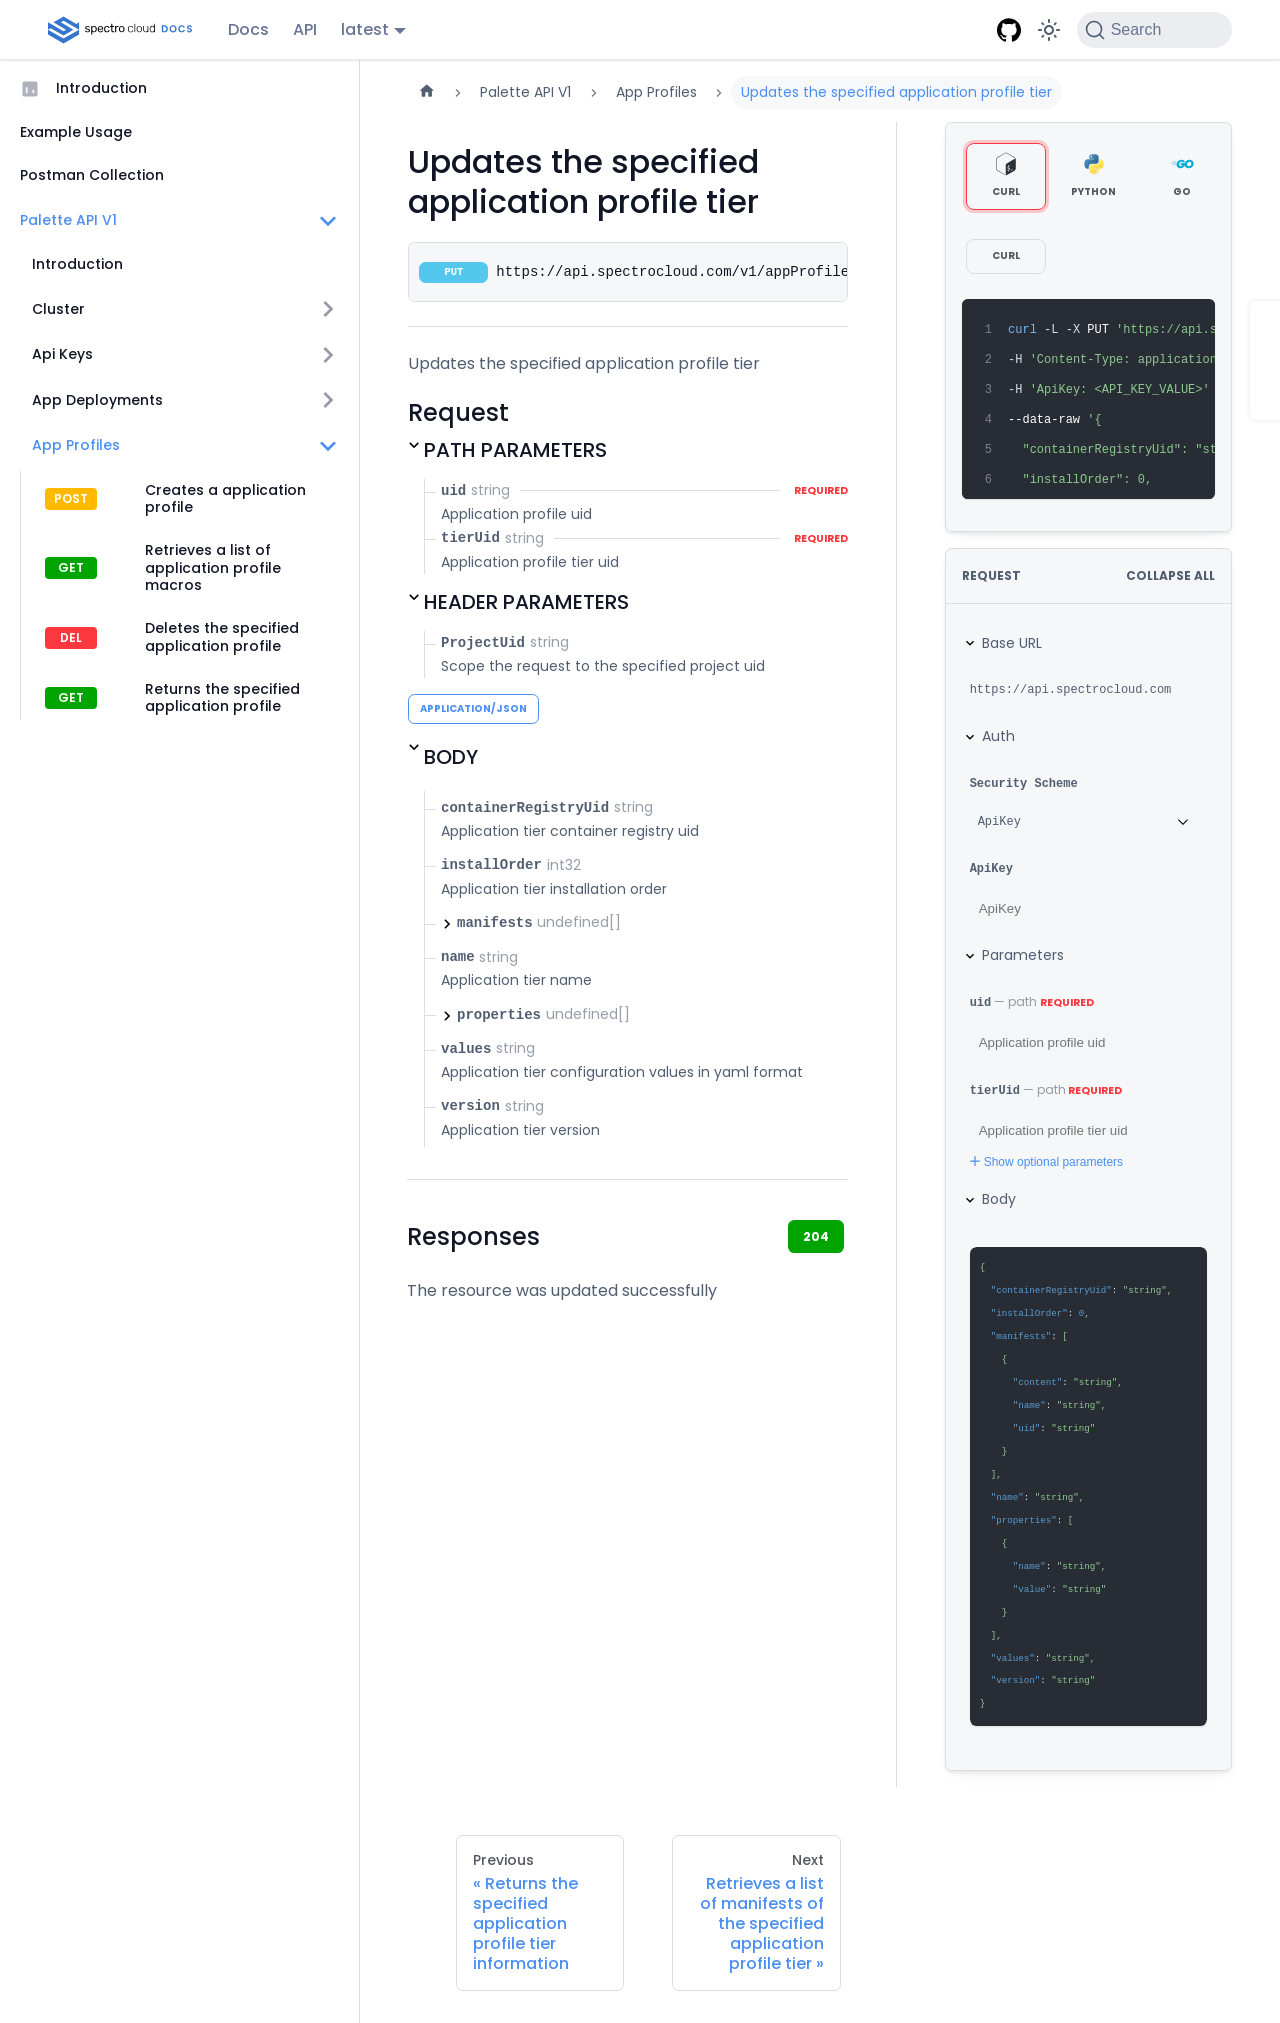 spectro cloud DOCS
Docs
API
latest
Search
Introduction
Example Usage
Postman Collection
Palette API V1
Introduction
Cluster
Api Keys
App Deployments
App Profiles
POST Creates a application
profile
GET Retrieves a list of
application profile
macros
DEL Deletes the specified
application profile
GET Returns the specified
application profile
Palette API V1
App Profiles
Updates the specified application profile tier
Updates the specified
application profile tier
PUT https://api.spectrocloud.com/v1/appProfile
Updates the specified application profile tier
Request
PATH PARAMETERS
uid string REQUIRED
Application profile uid
tierUid string REQUIRED
Application profile tier uid
HEADER PARAMETERS
ProjectUid string
Scope the request to the specified project uid
APPLICATION/JSON
BODY
containerRegistryUid string
Application tier container registry uid
installOrder int32
Application tier installation order
manifests undefined[]
name string
Application tier name
properties undefined[]
values string
Application tier configuration values in yaml format
version string
Application tier version
Responses
204
The resource was updated successfully
CURL
PYTHON
GO
CURL
1 curl -L -X PUT 'https://api.s
2 -H 'Content-Type: application
3 -H 'ApiKey: <API_KEY_VALUE>'
4 --data-raw '{
5 "containerRegistryUid": "st
6 "installOrder": 0,
REQUEST
COLLAPSE ALL
Base URL
https://api.spectrocloud.com
Auth
Security Scheme
ApiKey
ApiKey
ApiKey
Parameters
uid — path REQUIRED
Application profile uid
tierUid — path REQUIRED
Application profile tier uid
Show optional parameters
Body
{
"containerRegistryUid": "string",
"installOrder": 0,
"manifests": [
{
"content": "string",
"name": "string",
"uid": "string"
}
],
"name": "string",
"properties": [
{
"name": "string",
"value": "string"
}
],
"values": "string",
"version": "string"
}
Previous
« Returns the
specified
application
profile tier
information
Next
Retrieves a list
of manifests of
the specified
application
profile tier »